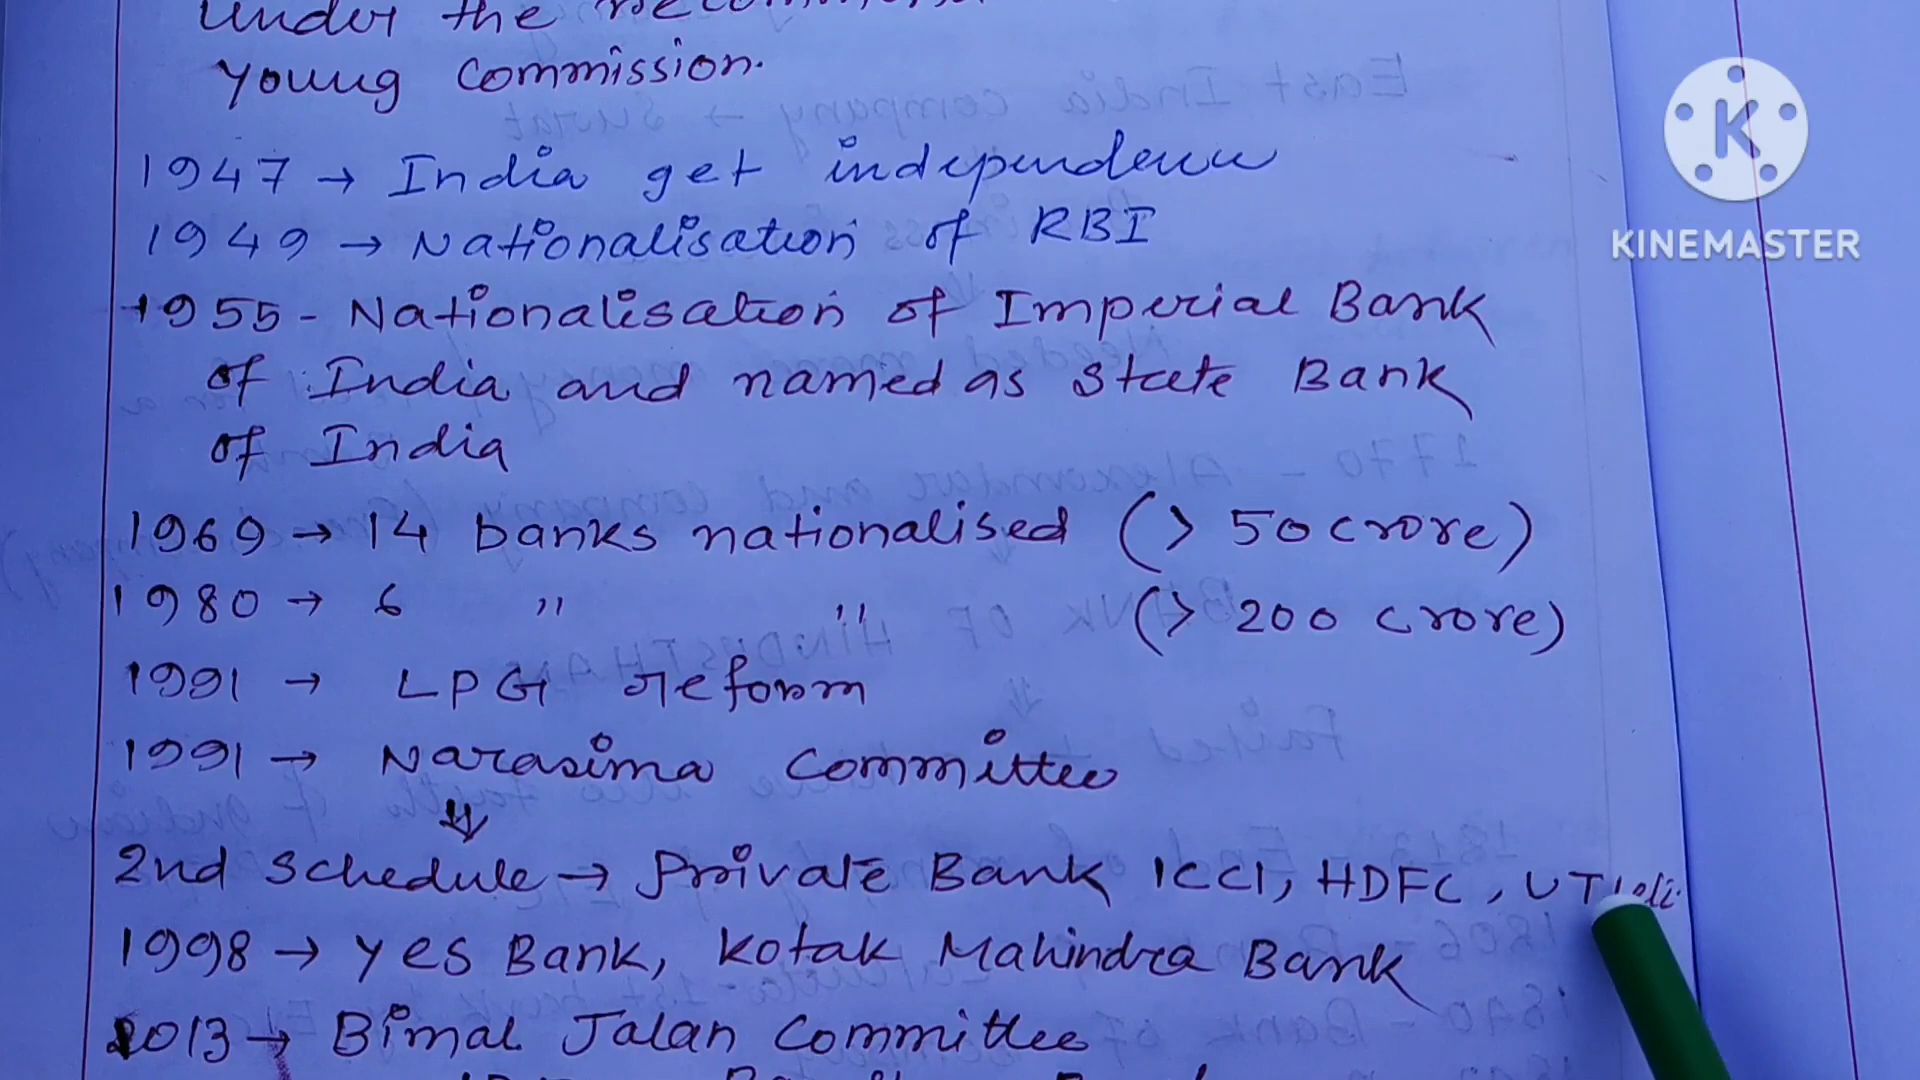 under the
Young Commission.
1947 → India get independence
1949 → Nationalisation of RBI
1955 - Nationalisation of Imperial Bank
of India and named as State Bank
of India
1969 → 14 banks nationalised (> 50 crore)
1980 → 6 " " (> 200 crore)
1991 → LPG reform
1991 → Narasima Committee
2nd Schedule → Private Bank ICCI, HDFC, UTI
1998 → Yes Bank, Kotak Mahindra Bank
2013 → Bimal Jalan Committee
K
KINEMASTER